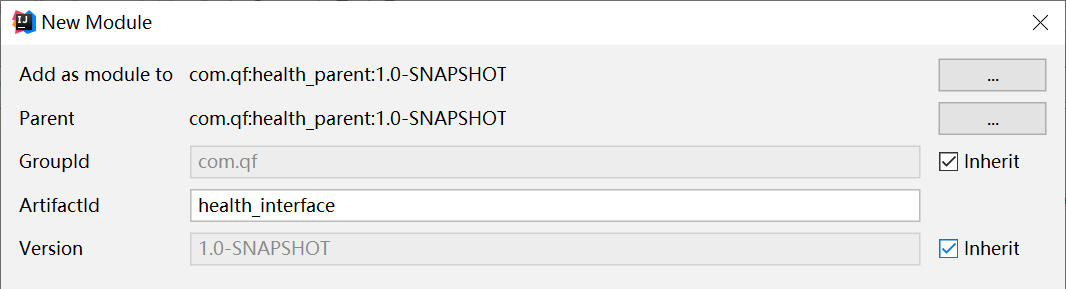 New Module
Add as module to com.qf:health_parent:1.0-SNAPSHOT ...
Parent com.qf:health_parent:1.0-SNAPSHOT ...
GroupId com.qf Inherit
ArtifactId health_interface
Version 1.0-SNAPSHOT Inherit